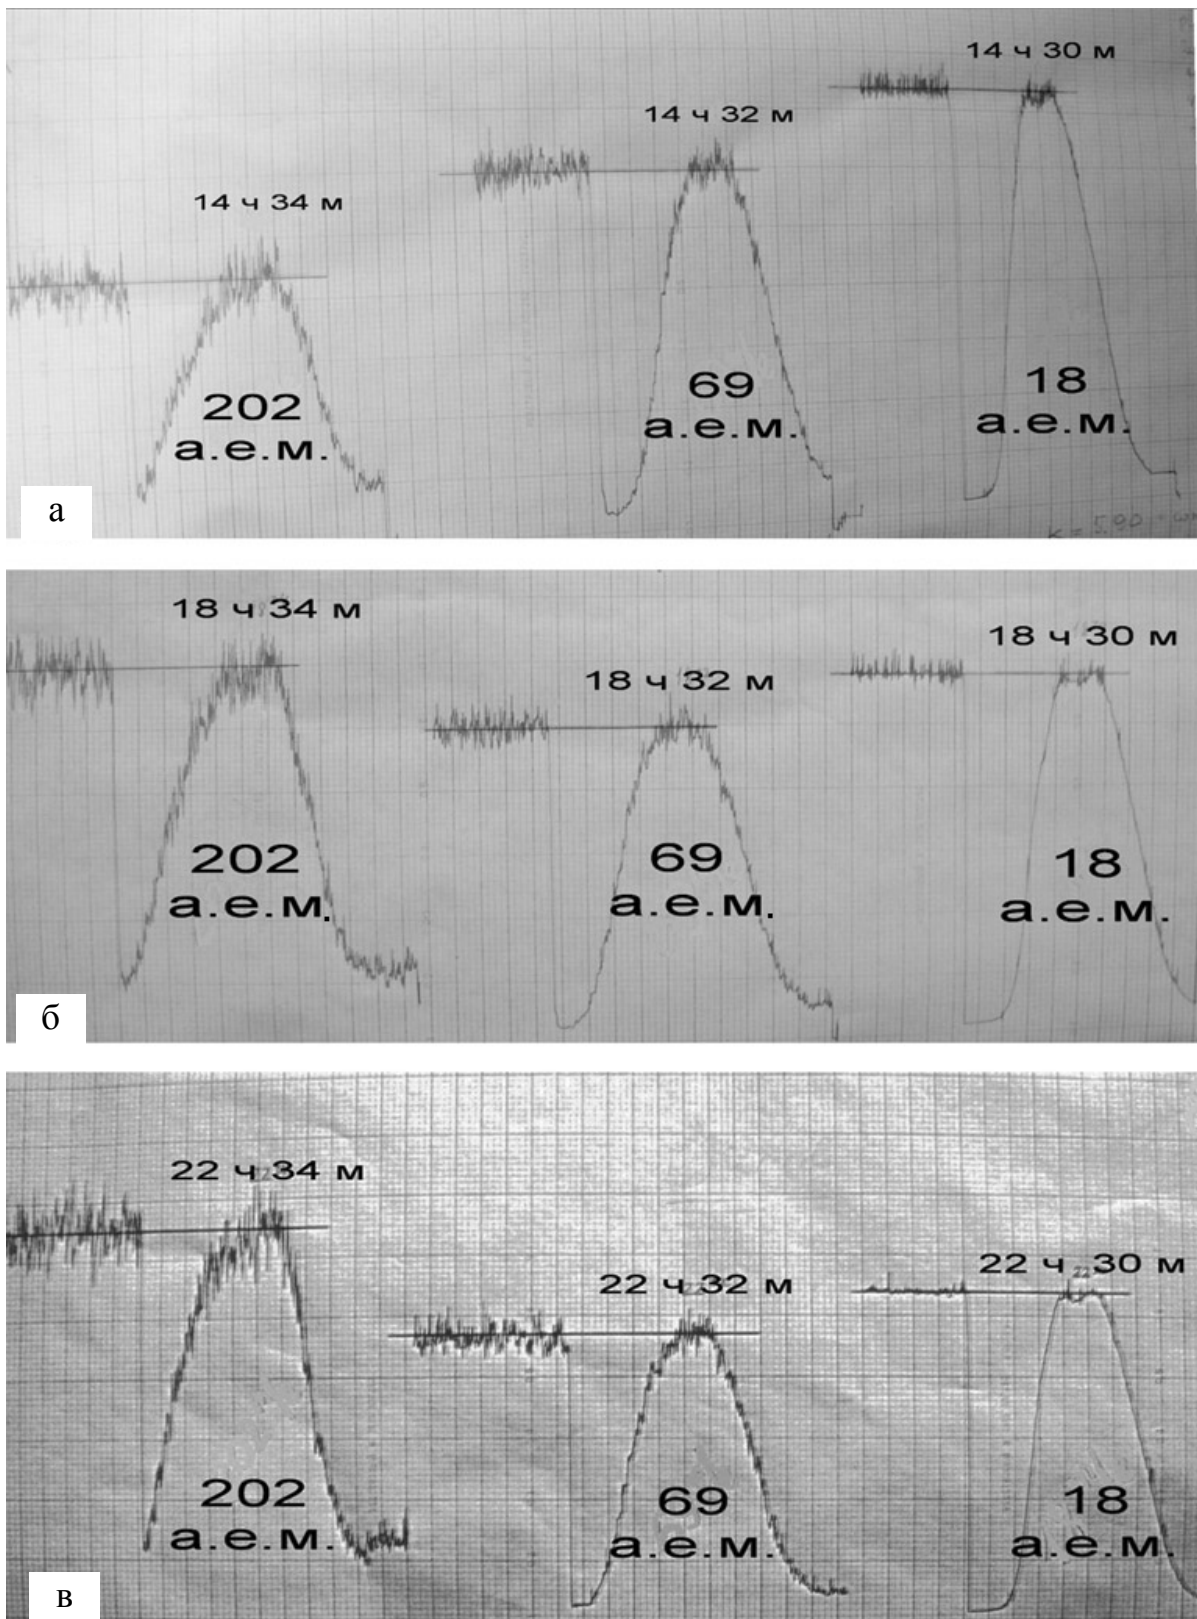 14 ч 30 м
14 ч 32 м
14 ч 34 м
202
а.е.м.
69
а.е.м.
18
а.е.м.
а
18 ч 34 м
18 ч 32 м
18 ч 30 м
202
а.е.м.
69
а.е.м.
18
а.е.м.
б
22 ч 34 м
22 ч 32 м
22 ч 30 м
202
а.е.м.
69
а.е.м.
18
а.е.м.
в